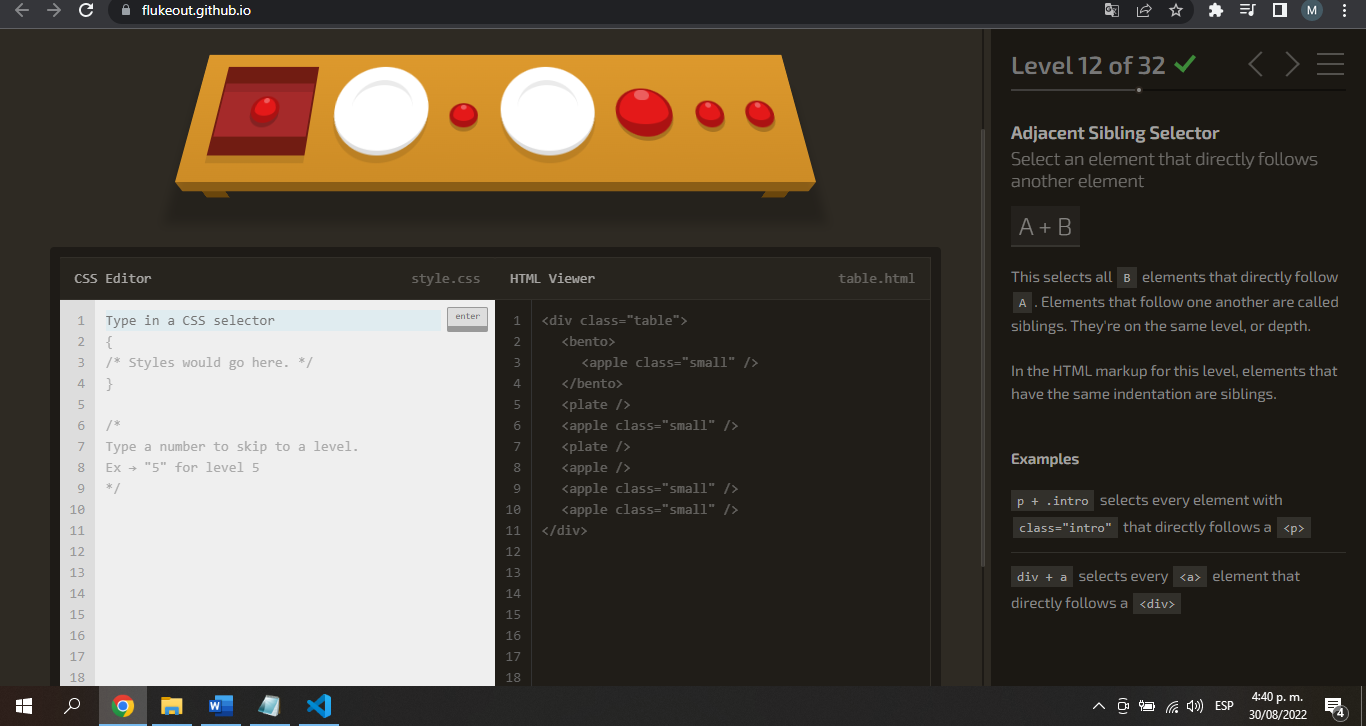 flukeout.github.io
M
Level 12 of 32
Adjacent Sibling Selector
Select an element that directly follows
another element
A + B
This selects all B elements that directly follow
A . Elements that follow one another are called
siblings. They're on the same level, or depth.
In the HTML markup for this level, elements that
have the same indentation are siblings.
Examples
p + .intro selects every element with
class="intro" that directly follows a <p>
div + a selects every <a> element that
directly follows a <div>
CSS Editor style.css
1 Type in a CSS selector enter
2 {
3 /* Styles would go here. */
4 }
5
6 /*
7 Type a number to skip to a level.
8 Ex → "5" for level 5
9 */
10
11
12
13
14
15
16
17
18
HTML Viewer table.html
1 <div class="table">
2 <bento>
3 <apple class="small" />
4 </bento>
5 <plate />
6 <apple class="small" />
7 <plate />
8 <apple />
9 <apple class="small" />
10 <apple class="small" />
11 </div>
12
13
14
15
16
17
18
ESP
4:40 p. m.
30/08/2022
4